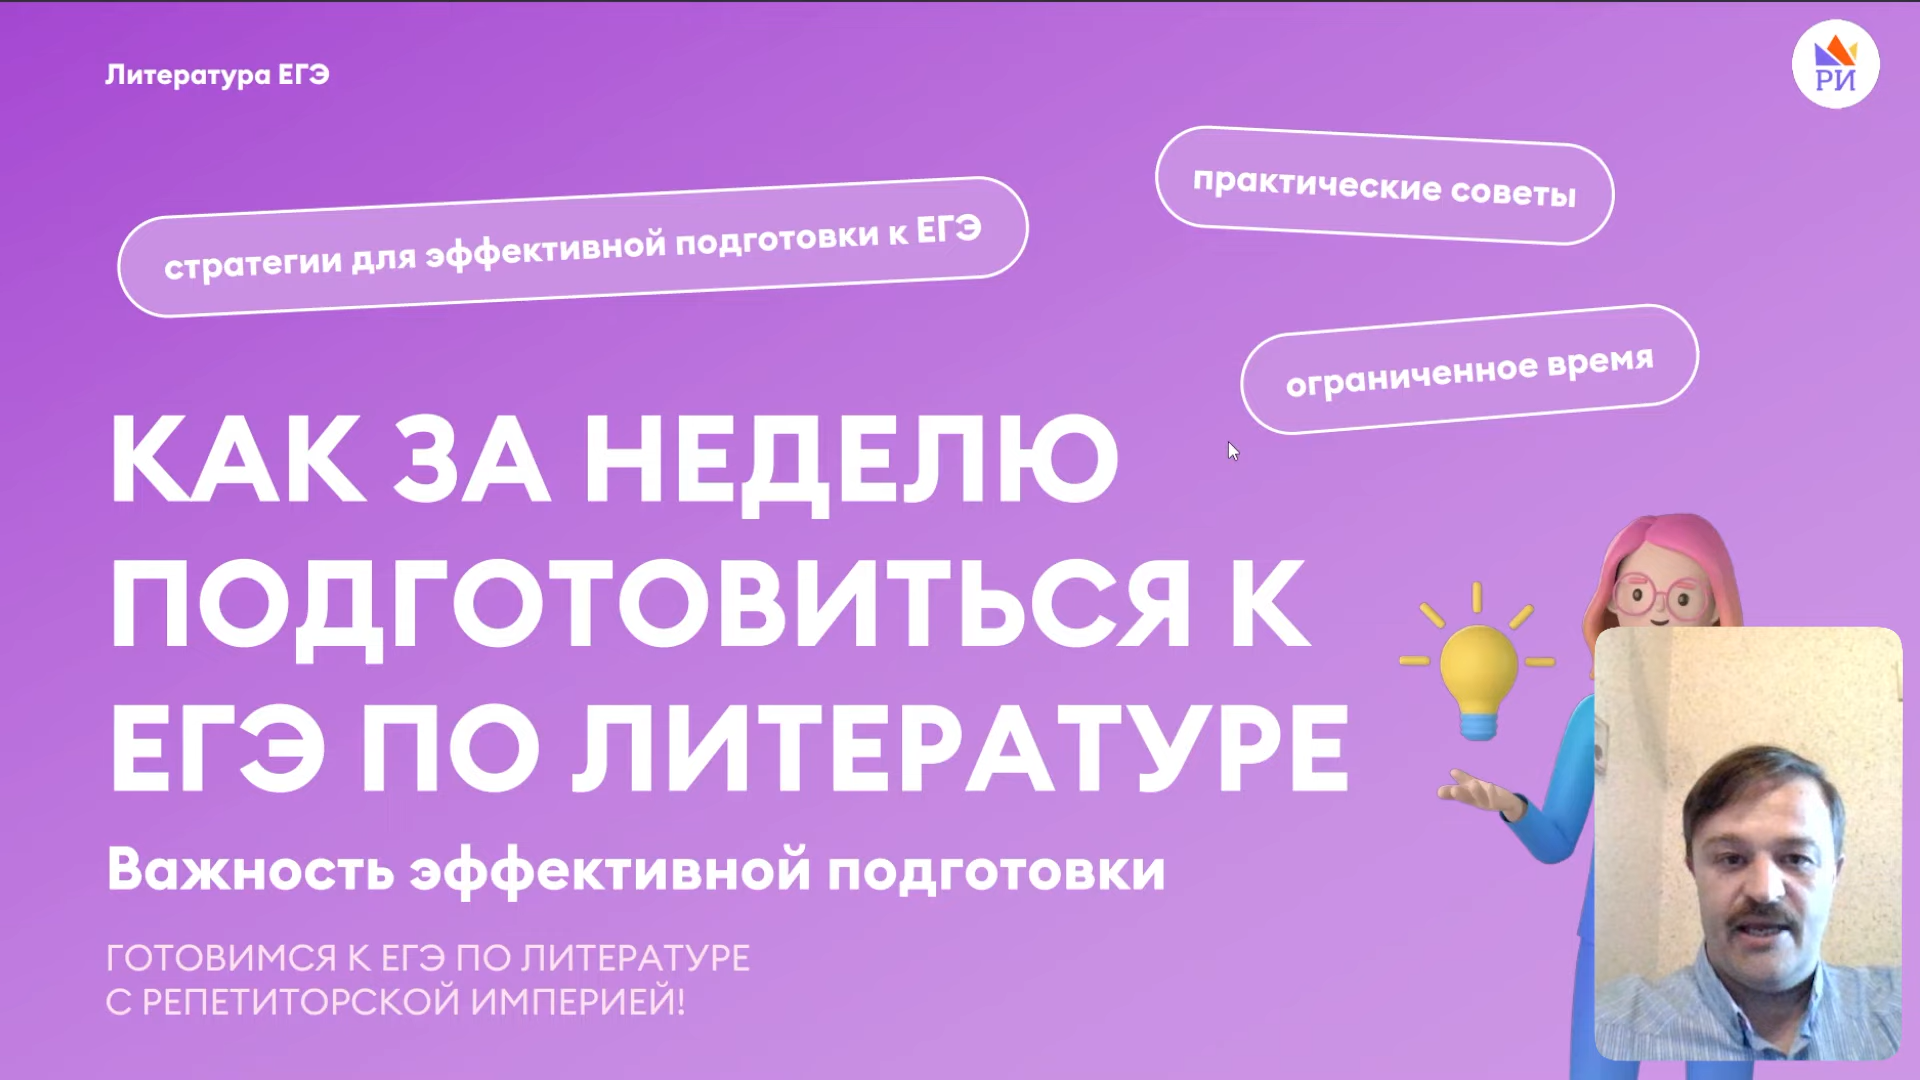 Литература ЕГЭ
РИ
практические советы
стратегии для эффективной подготовки к ЕГЭ
ограниченное время
КАК ЗА НЕДЕЛЮ
ПОДГОТОВИТЬСЯ К
ЕГЭ ПО ЛИТЕРАТУРЕ
Важность эффективной подготовки
ГОТОВИМСЯ К ЕГЭ ПО ЛИТЕРАТУРЕ
С РЕПЕТИТОРСКОЙ ИМПЕРИЕЙ!